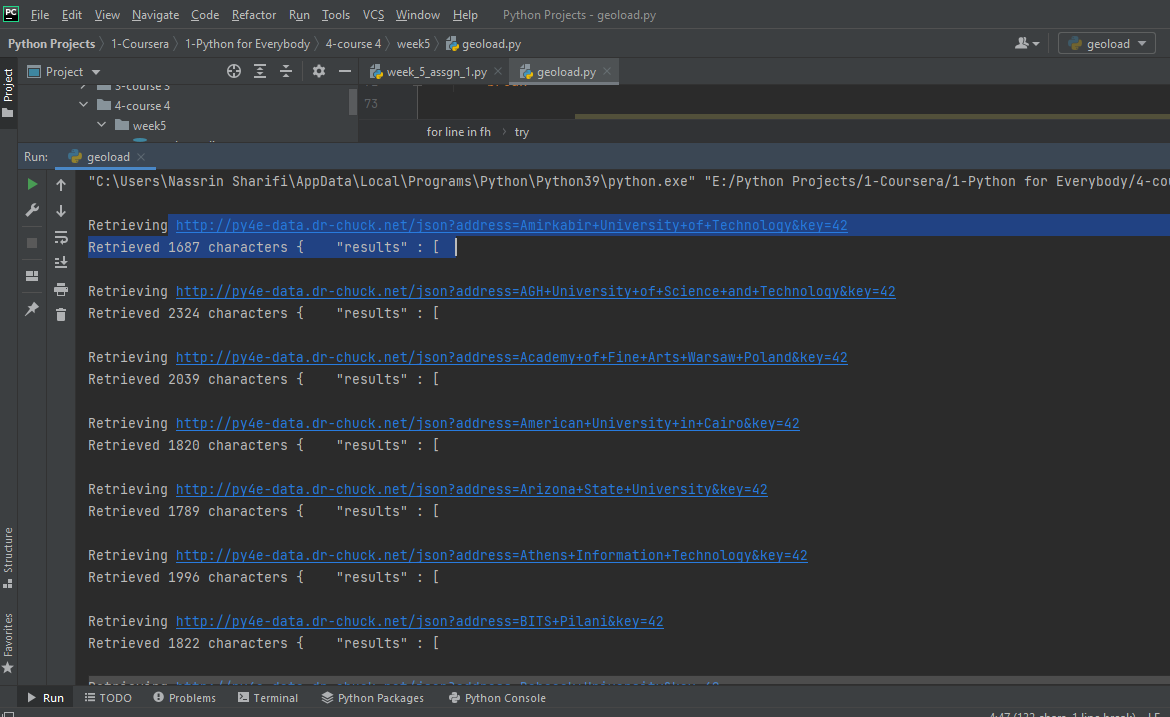 PC File Edit View Navigate Code Refactor Run Tools VCS Window Help Python Projects - geoload.py
Python Projects 1-Coursera 1-Python for Everybody 4-course 4 week5 geoload.py geoload
Project Project week_5_assgn_1.py geoload.py
3-course 3
73
4-course 4
week5
for line in fh try
Run: geoload
"C:\Users\Nassrin Sharifi\AppData\Local\Programs\Python\Python39\python.exe" "E:/Python Projects/1-Coursera/1-Python for Everybody/4-cou
Retrieving http://py4e-data.dr-chuck.net/json?address=Amirkabir+University+of+Technology&key=42
Retrieved 1687 characters { "results" : [
Retrieving http://py4e-data.dr-chuck.net/json?address=AGH+University+of+Science+and+Technology&key=42
Retrieved 2324 characters { "results" : [
Retrieving http://py4e-data.dr-chuck.net/json?address=Academy+of+Fine+Arts+Warsaw+Poland&key=42
Retrieved 2039 characters { "results" : [
Retrieving http://py4e-data.dr-chuck.net/json?address=American+University+in+Cairo&key=42
Retrieved 1820 characters { "results" : [
Retrieving http://py4e-data.dr-chuck.net/json?address=Arizona+State+University&key=42
Retrieved 1789 characters { "results" : [
Retrieving http://py4e-data.dr-chuck.net/json?address=Athens+Information+Technology&key=42
Retrieved 1996 characters { "results" : [
Retrieving http://py4e-data.dr-chuck.net/json?address=BITS+Pilani&key=42
Retrieved 1822 characters { "results" : [
Structure
Favorites
Run TODO Problems Terminal Python Packages Python Console